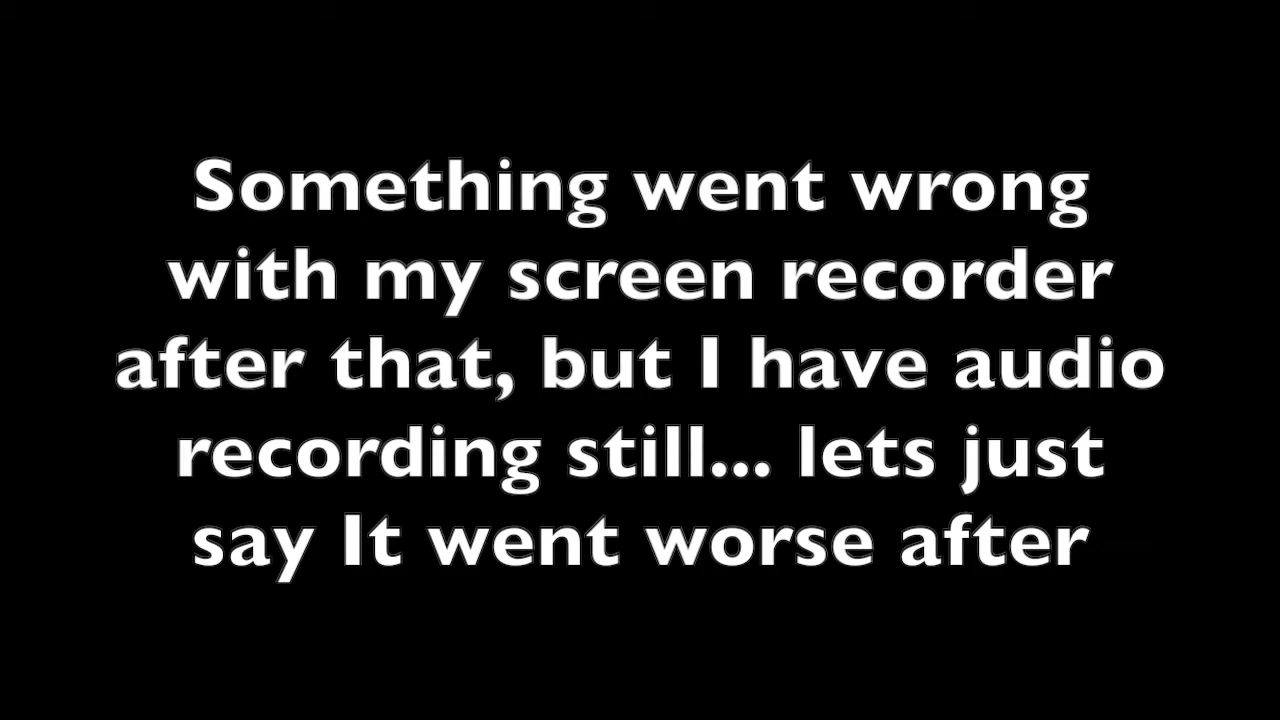 Something went wrong
with my screen recorder
after that, but I have audio
recording still... lets just
say It went worse after